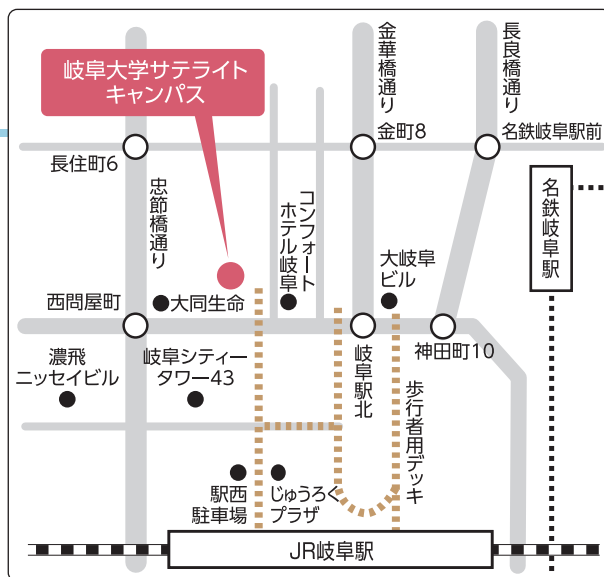 岐阜大学サテライト
キャンパス
金華橋通り
長良橋通り
長住町6
金町8
名鉄岐阜駅前
忠節橋通り
コンフォート
ホテル岐阜
名鉄岐阜駅
大岐阜
ビル
西問屋町
大同生命
岐阜駅北
神田町10
濃飛
ニッセイビル
岐阜シティー
タワー43
歩行者用デッキ
駅西
駐車場
じゅうろく
プラザ
JR岐阜駅